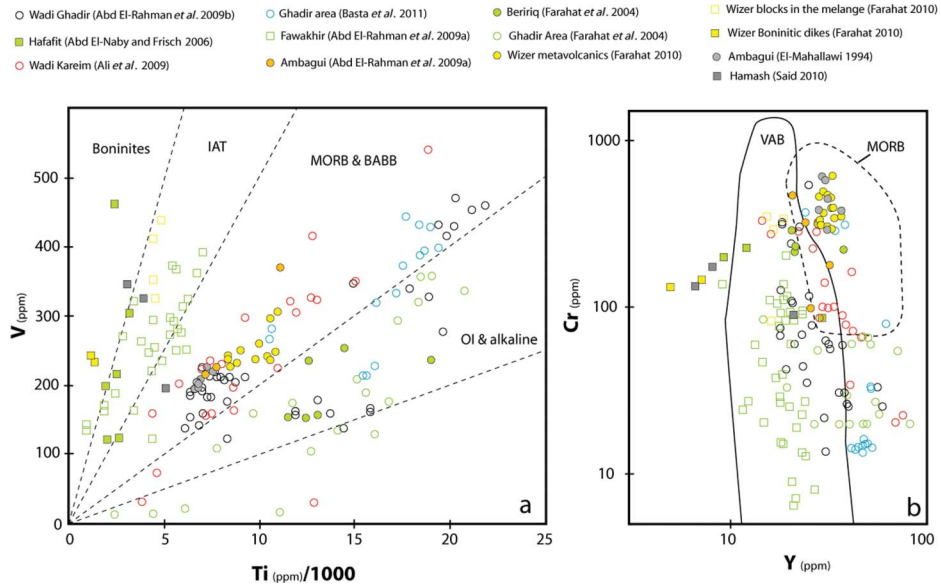 Wadi Ghadir (Abd El-Rahman et al. 2009b)
Hafafit (Abd El-Naby and Frisch 2006)
Wadi Kareim (Ali et al. 2009)
Ghadir area (Basta et al. 2011)
Fawakhir (Abd El-Rahman et al. 2009a)
Ambagui (Abd El-Rahman et al. 2009a)
Beririq (Farahat et al. 2004)
Ghadir Area (Farahat et al. 2004)
Wizer metavolcanics (Farahat 2010)
Wizer blocks in the melange (Farahat 2010)
Wizer Boninitic dikes (Farahat 2010)
Ambagui (El-Mahallawi 1994)
Hamash (Said 2010)
Boninites
IAT
MORB & BABB
OI & alkaline
V (ppm)
500
400
300
200
100
0
0 5 10 15 20 25
Ti (ppm)/1000
a
VAB
MORB
Cr (ppm)
1000
100
10
10 100
Y (ppm)
b